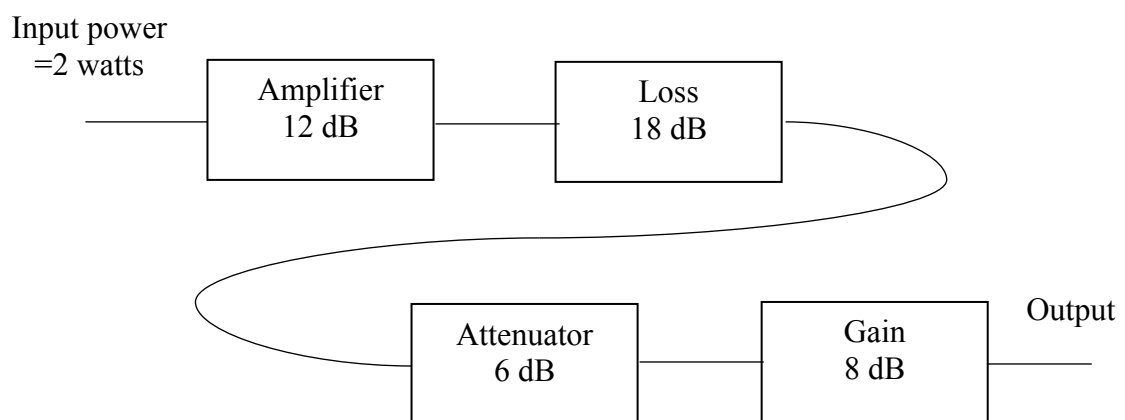 Input power
=2 watts
Amplifier
12 dB
Loss
18 dB
Attenuator
6 dB
Gain
8 dB
Output